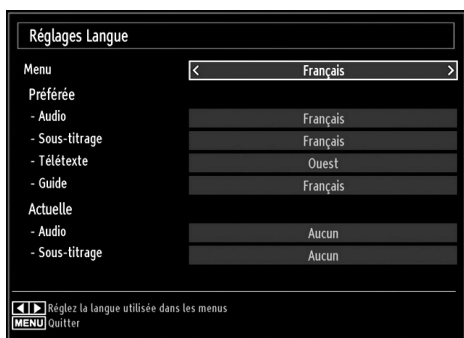 Réglages Langue
Menu < Français >
Préférée
- Audio Français
- Sous-titrage Français
- Télétexte Ouest
- Guide Français
Actuelle
- Audio Aucun
- Sous-titrage Aucun
Réglez la langue utilisée dans les menus
MENU Quitter